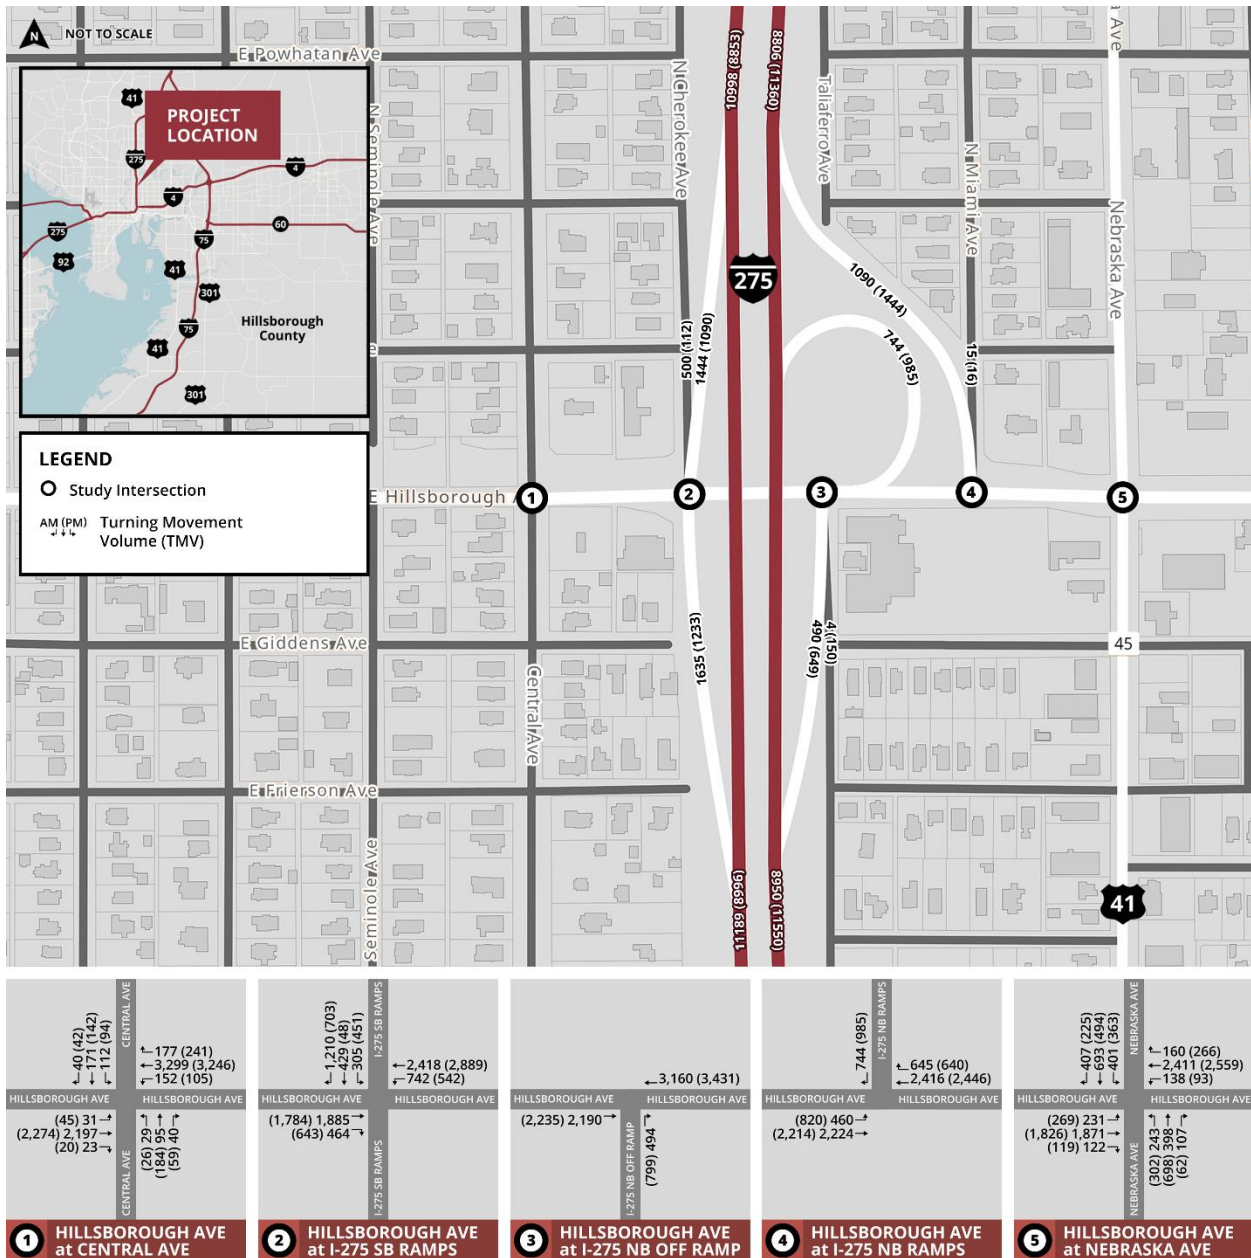 N NOT TO SCALE
E Powhatan Ave
41
PROJECT
LOCATION
275
4
4
275
60
75
92
41
301
Hillsborough
County
75
41
301
LEGEND
Study Intersection
AM (PM)
Turning Movement
Volume (TMV)
N Seminole Ave
N Cherokee Ave
10998 (8853)
8806 (11360)
Taliaferro Ave
N Miami Ave
Nebraska Ave
275
1090 (1444)
744 (985)
500 (112)
1444 (1090)
15 (16)
E Hillsborough A
1
2
3
4
5
1635 (1233)
4 (150)
490 (649)
E Giddens Ave
45
Central Ave
E Frierson Ave
Seminole Ave
11189 (8996)
8950 (11550)
41
CENTRAL AVE
40 (42)
171 (142)
112 (94)
177 (241)
3,299 (3,246)
152 (105)
HILLSBOROUGH AVE
HILLSBOROUGH AVE
(45) 31
(2,274) 2,197
(20) 23
(26) 29
(184) 95
(59) 40
CENTRAL AVE
1 HILLSBOROUGH AVE
at CENTRAL AVE
I-275 SB RAMPS
1,210 (703)
429 (48)
305 (451)
2,418 (2,889)
742 (542)
HILLSBOROUGH AVE
HILLSBOROUGH AVE
(1,784) 1,885
(643) 464
I-275 SB RAMPS
2 HILLSBOROUGH AVE
at I-275 SB RAMPS
3,160 (3,431)
HILLSBOROUGH AVE
HILLSBOROUGH AVE
(2,235) 2,190
I-275 NB OFF RAMP
(799) 494
3 HILLSBOROUGH AVE
at I-275 NB OFF RAMP
744 (985)
I-275 NB RAMPS
645 (640)
2,416 (2,446)
HILLSBOROUGH AVE
HILLSBOROUGH AVE
(820) 460
(2,214) 2,224
4 HILLSBOROUGH AVE
at I-275 NB RAMPS
NEBRASKA AVE
407 (225)
693 (494)
401 (363)
160 (266)
2,411 (2,559)
138 (93)
HILLSBOROUGH AVE
HILLSBOROUGH AVE
(269) 231
(1,826) 1,871
(119) 122
(302) 243
(698) 398
(62) 107
NEBRASKA AVE
5 HILLSBOROUGH AVE
at NEBRASKA AVE